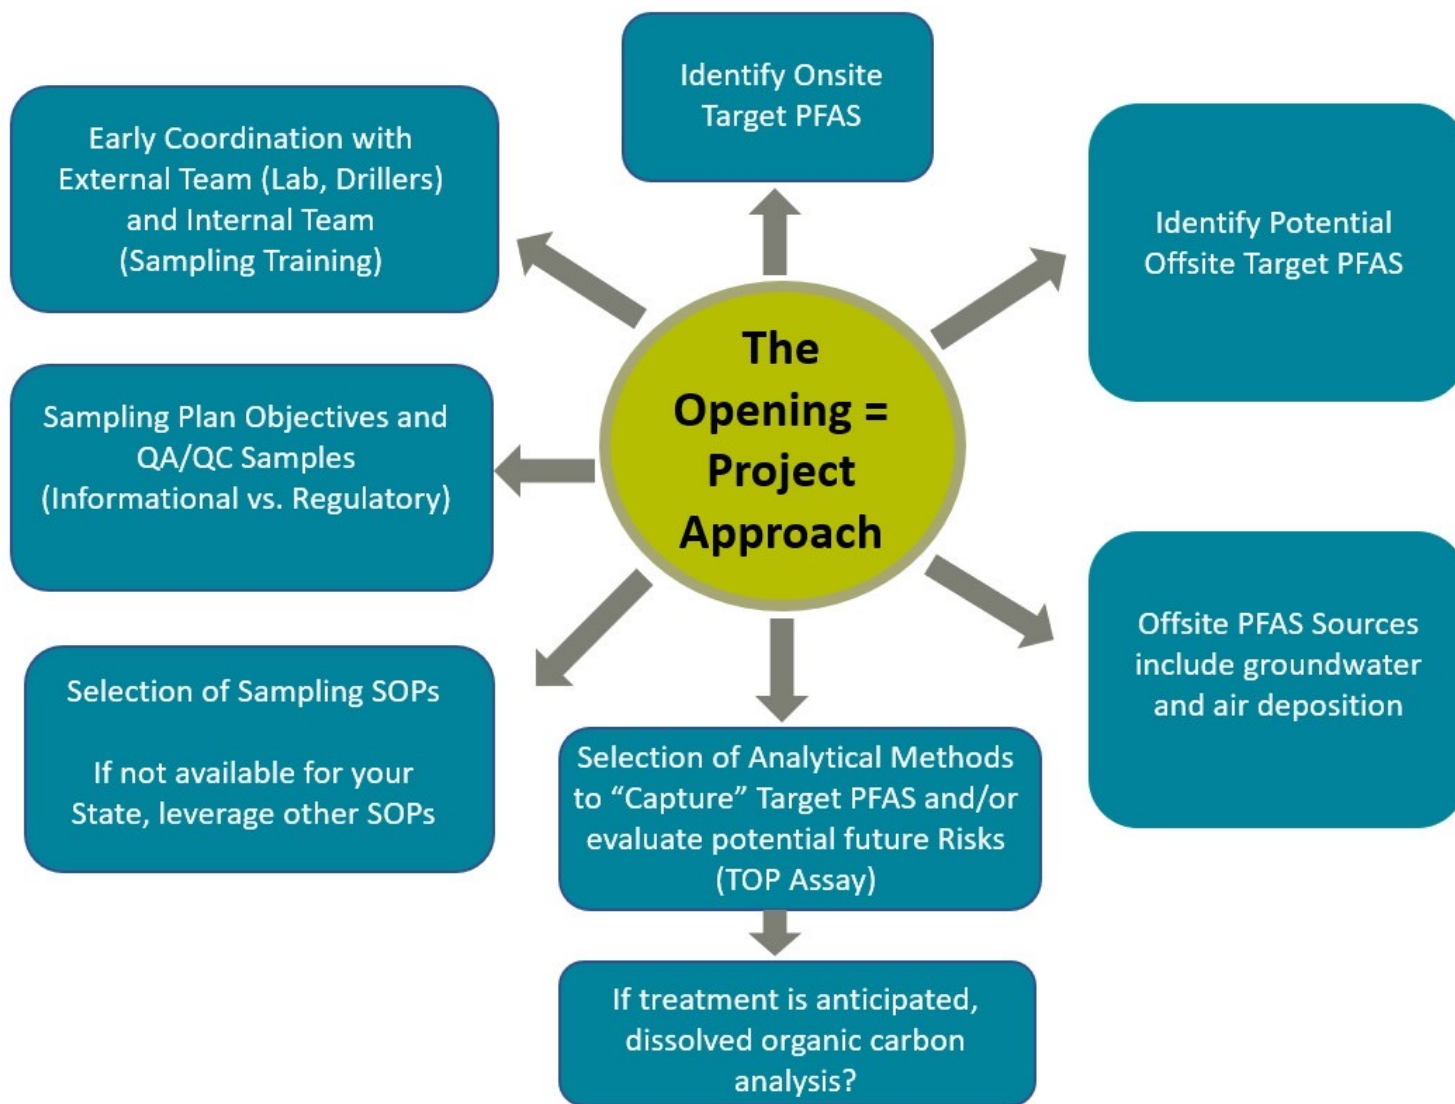 Identify Onsite
Target PFAS
Early Coordination with
External Team (Lab, Drillers)
and Internal Team
(Sampling Training)
Identify Potential
Offsite Target PFAS
The
Opening =
Project
Approach
Sampling Plan Objectives and
QA/QC Samples
(Informational vs. Regulatory)
Offsite PFAS Sources
include groundwater
and air deposition
Selection of Sampling SOPs
If not available for your
State, leverage other SOPs
Selection of Analytical Methods
to “Capture” Target PFAS and/or
evaluate potential future Risks
(TOP Assay)
If treatment is anticipated,
dissolved organic carbon
analysis?